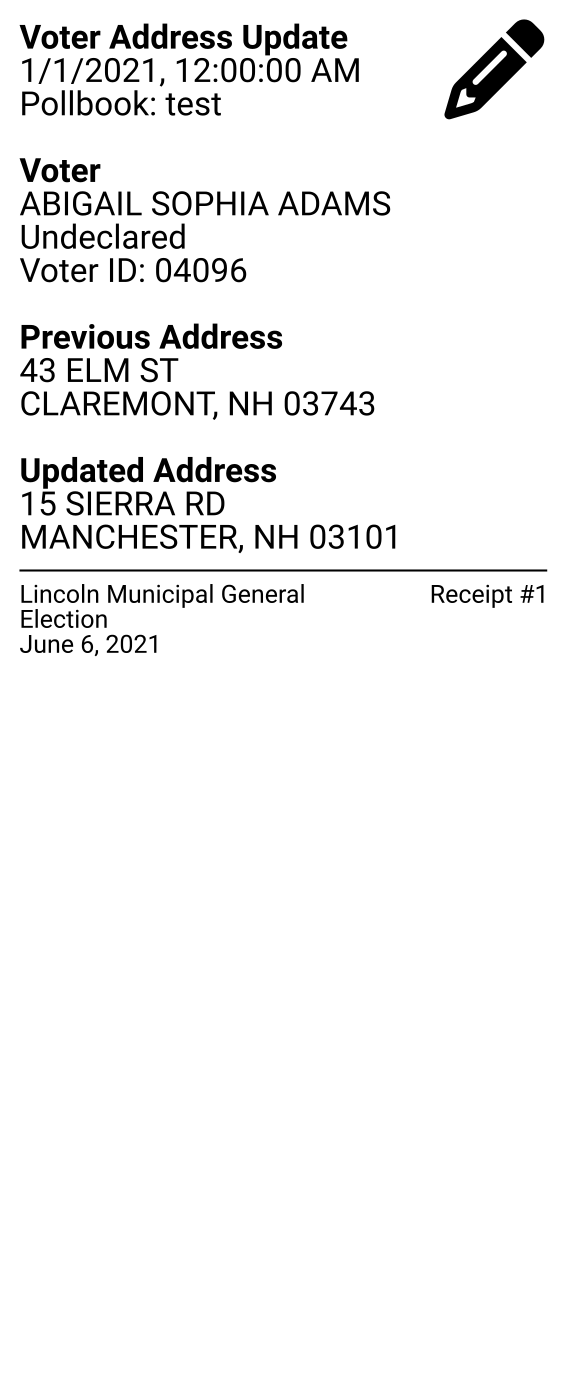 Voter Address Update
1/1/2021, 12:00:00 AM
Pollbook: test
Voter
ABIGAIL SOPHIA ADAMS
Undeclared
Voter ID: 04096
Previous Address
43 ELM ST
CLAREMONT, NH 03743
Updated Address
15 SIERRA RD
MANCHESTER, NH 03101
Lincoln Municipal General
Election
June 6, 2021
Receipt #1